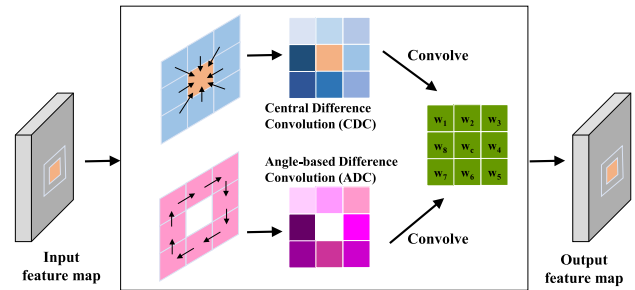 Input
feature map
Central Difference
Convolution (CDC)
Angle-based Difference
Convolution (ADC)
Convolve
w1 w2 w3
w8 wc w4
w7 w6 w5
Convolve
Output
feature map